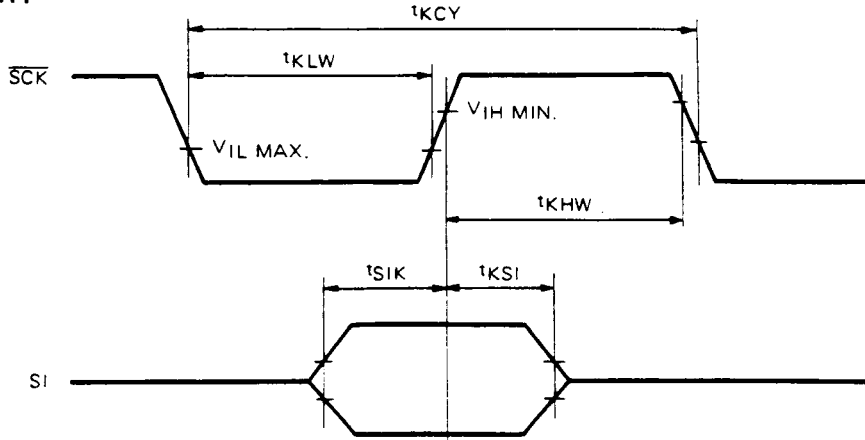 tKCY
tKLW
SCK
VIH MIN.
VIL MAX.
tKHW
tSIK
tKSI
SI